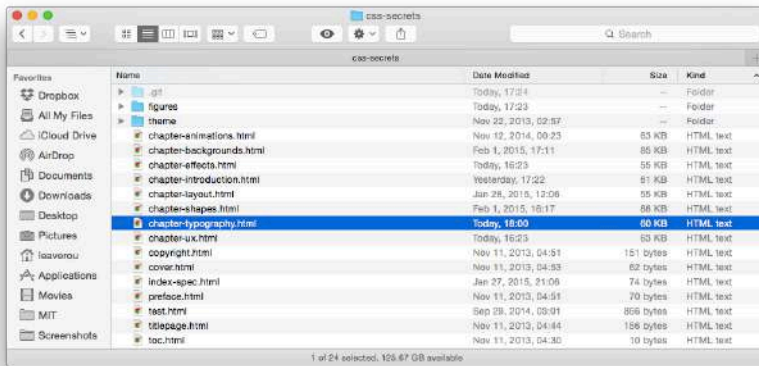 css-secrets
Search
css-secrets
Favorites
Dropbox
All My Files
iCloud Drive
AirDrop
Documents
Downloads
Desktop
Pictures
leaverou
Applications
Movies
MIT
Screenshots
Name Date Modified Size Kind
.git Today, 17:24 -- Folder
figures Today, 17:23 -- Folder
theme Nov 22, 2013, 02:57 -- Folder
chapter-animations.html Nov 12, 2014, 00:23 63 KB HTML text
chapter-backgrounds.html Feb 1, 2015, 17:11 85 KB HTML text
chapter-effects.html Today, 16:23 55 KB HTML text
chapter-introduction.html Yesterday, 17:22 51 KB HTML text
chapter-layout.html Jan 28, 2015, 12:06 55 KB HTML text
chapter-shapes.html Feb 1, 2015, 16:17 66 KB HTML text
chapter-typography.html Today, 18:00 60 KB HTML text
chapter-ux.html Today, 16:23 63 KB HTML text
copyright.html Nov 11, 2013, 04:51 151 bytes HTML text
cover.html Nov 11, 2013, 04:53 62 bytes HTML text
index-spec.html Jan 27, 2015, 21:06 74 bytes HTML text
preface.html Nov 11, 2013, 04:51 70 bytes HTML text
test.html Sep 29, 2014, 03:01 856 bytes HTML text
titlepage.html Nov 11, 2013, 04:44 156 bytes HTML text
toc.html Nov 11, 2013, 04:30 10 bytes HTML text
1 of 24 selected, 125.67 GB available